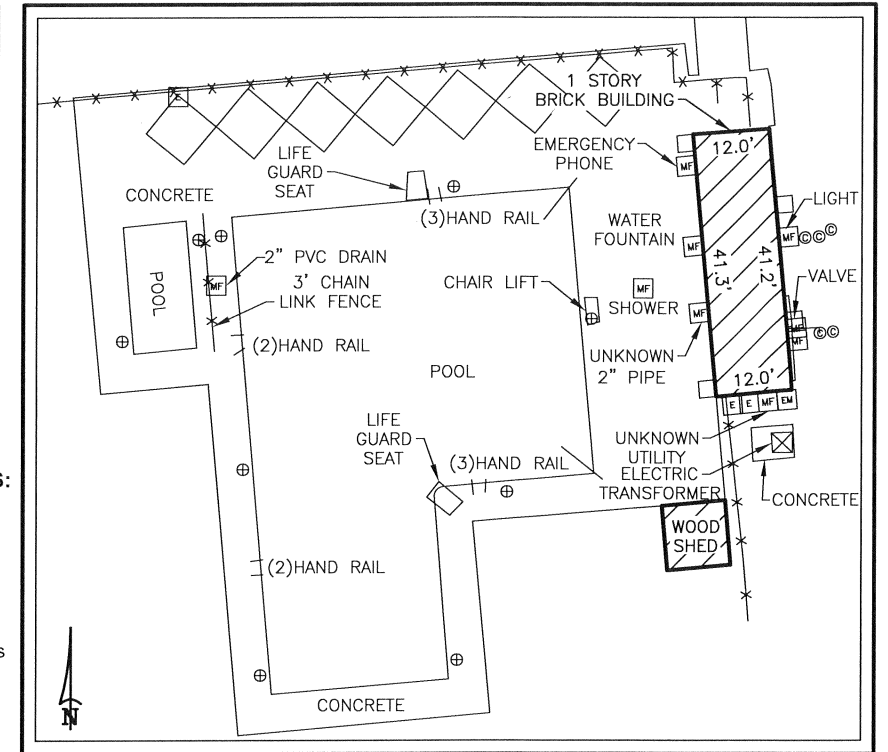 1 STORY
BRICK BUILDING
E
EMERGENCY
PHONE
MF
12.0'
LIFE
GUARD
SEAT
CONCRETE
(3)HAND RAIL
WATER
FOUNTAIN
MF
LIGHT
MF
© © ©
41.3'
41.2'
2" PVC DRAIN
MF
3' CHAIN
LINK FENCE
POOL
CHAIR LIFT
MF
SHOWER
MF
VALVE
MF
MF
© ©
(2)HAND RAIL
UNKNOWN
2" PIPE
POOL
12.0'
E E MF EM
LIFE
GUARD
SEAT
UNKNOWN
UTILITY
ELECTRIC
TRANSFORMER
(3)HAND RAIL
S:
CONCRETE
WOOD
SHED
(2)HAND RAIL
s
CONCRETE
N